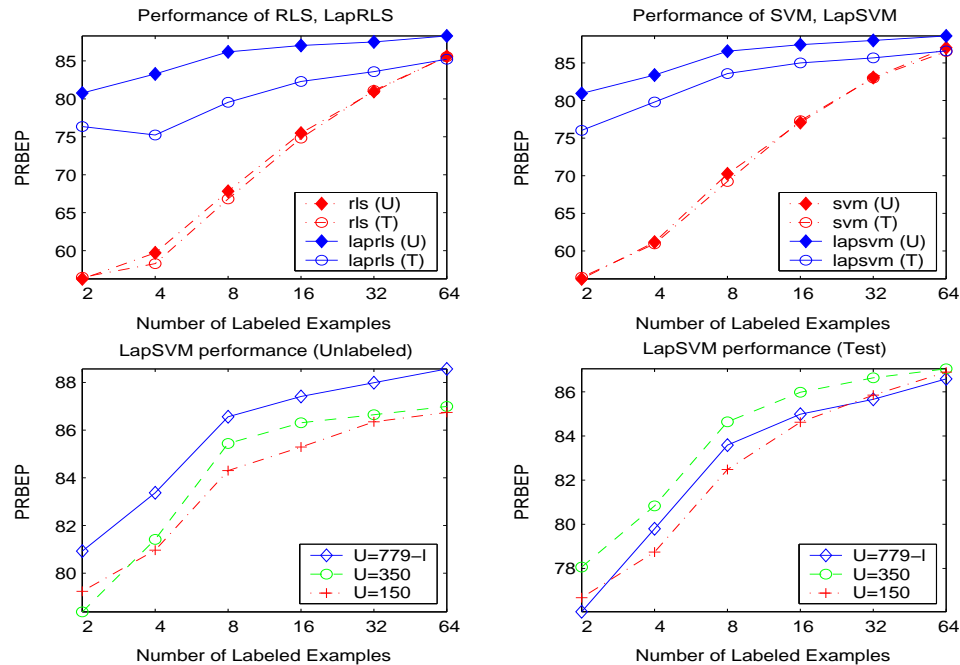 Performance of RLS, LapRLS
85
80
75
70
65
60
PRBEP
rls (U)
rls (T)
laprls (U)
laprls (T)
2 4 8 16 32 64
Number of Labeled Examples
Performance of SVM, LapSVM
85
80
75
70
65
60
PRBEP
svm (U)
svm (T)
lapsvm (U)
lapsvm (T)
2 4 8 16 32 64
Number of Labeled Examples
LapSVM performance (Unlabeled)
88
86
84
82
80
PRBEP
U=779−l
U=350
U=150
2 4 8 16 32 64
Number of Labeled Examples
LapSVM performance (Test)
86
84
82
80
78
PRBEP
U=779−l
U=350
U=150
2 4 8 16 32 64
Number of Labeled Examples